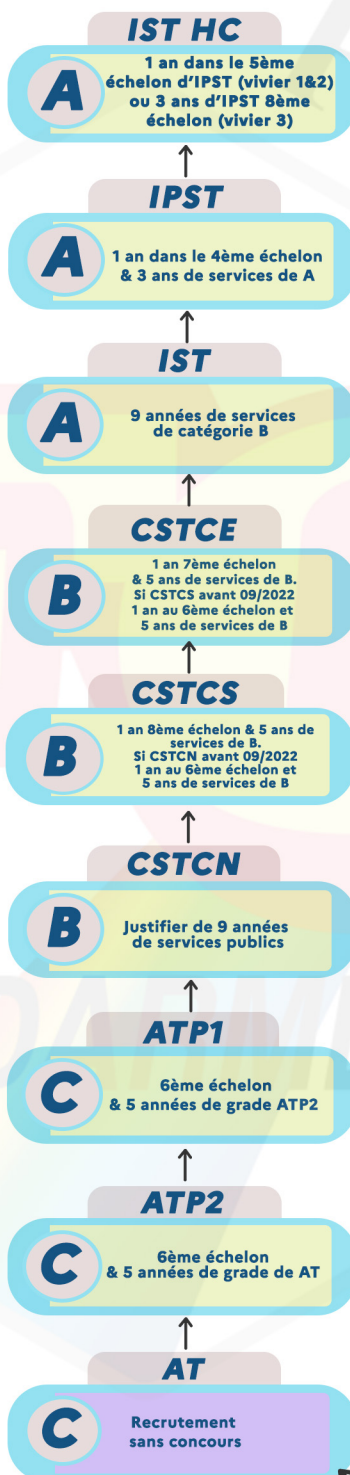 IST HC
A
1 an dans le 5ème
échelon d'IPST (vivier 1&2)
ou 3 ans d'IPST 8ème
échelon (vivier 3)
IPST
A
1 an dans le 4ème échelon
& 3 ans de services de A
IST
A
9 années de services
de catégorie B
CSTCE
B
1 an 7ème échelon
& 5 ans de services de B.
Si CSTCS avant 09/2022
1 an au 6ème échelon et
5 ans de services de B
CSTCS
B
1 an 8ème échelon & 5 ans de
services de B.
Si CSTCN avant 09/2022
1 an au 6ème échelon et
5 ans de services de B
CSTCN
B
Justifier de 9 années
de services publics
ATP1
C
6ème échelon
& 5 années de grade ATP2
ATP2
C
6ème échelon
& 5 années de grade de AT
AT
C
Recrutement
sans concours